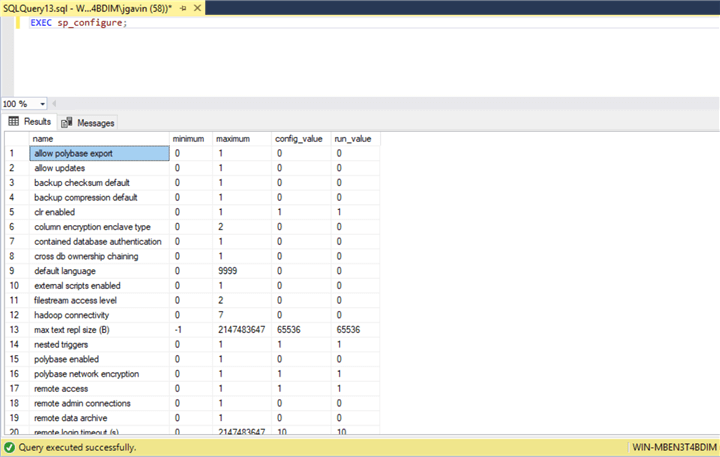 SQLQuery13.sql - W...4BDIM\jgavin (58))*
EXEC sp_configure;
100 %
Results Messages
name minimum maximum config_value run_value
1 allow polybase export 0 1 0 0
2 allow updates 0 1 0 0
3 backup checksum default 0 1 0 0
4 backup compression default 0 1 0 0
5 clr enabled 0 1 1 1
6 column encryption enclave type 0 2 0 0
7 contained database authentication 0 1 0 0
8 cross db ownership chaining 0 1 0 0
9 default language 0 9999 0 0
10 external scripts enabled 0 1 0 0
11 filestream access level 0 2 0 0
12 hadoop connectivity 0 7 0 0
13 max text repl size (B) -1 2147483647 65536 65536
14 nested triggers 0 1 1 1
15 polybase enabled 0 1 0 0
16 polybase network encryption 0 1 1 1
17 remote access 0 1 1 1
18 remote admin connections 0 1 0 0
19 remote data archive 0 1 0 0
20 remote login timeout (s) 0 2147483647 10 10
Query executed successfully. WIN-MBEN3T4BDIM